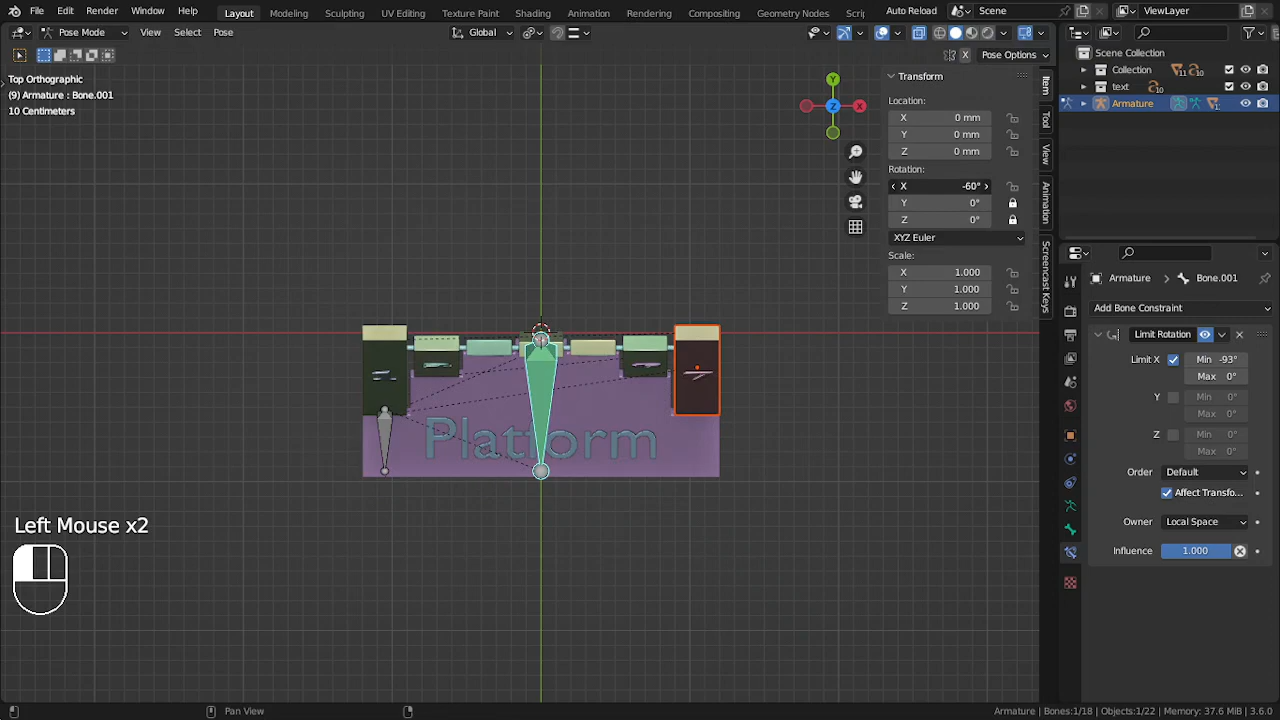 File Edit Render Window Help Layout Modeling Sculpting UV Editing Texture Paint Shading Animation Rendering Compositing Geometry Nodes Scrip Auto Reload Scene ViewLayer
Pose Mode View Select Pose Global
X Pose Options
Top Orthographic
(9) Armature : Bone.001
10 Centimeters
Y
X
Z
Transform
Location:
X 0 mm
Y 0 mm
Z 0 mm
Rotation:
X -60°
Y 0°
Z 0°
XYZ Euler
Scale:
X 1.000
Y 1.000
Z 1.000
Item
Tool
View
Animation
Screencast Keys
Scene Collection
Collection 11 10
text 10
Armature
Armature Bone.001
Add Bone Constraint
Limit Rotation
Limit X Min -93°
Max 0°
Y Min 0°
Max 0°
Z Min 0°
Max 0°
Order Default
Affect Transfo...
Owner Local Space
Influence 1.000
Platform
Left Mouse x2
Pan View
Armature | Bones:1/18 | Objects:1/22 | Memory: 37.6 MiB | 3.6.0